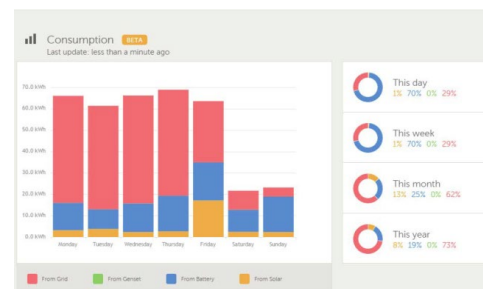 Consumption BETA
Last update: less than a minute ago
70.0 kWh
60.0 kWh
50.0 kWh
40.0 kWh
30.0 kWh
20.0 kWh
10.0 kWh
0.0 kWh
Monday Tuesday Wednesday Thursday Friday Saturday Sunday
From Grid From Genset From Battery From Solar
This day
1% 70% 0% 29%
This week
1% 70% 0% 29%
This month
13% 25% 0% 62%
This year
8% 19% 0% 73%